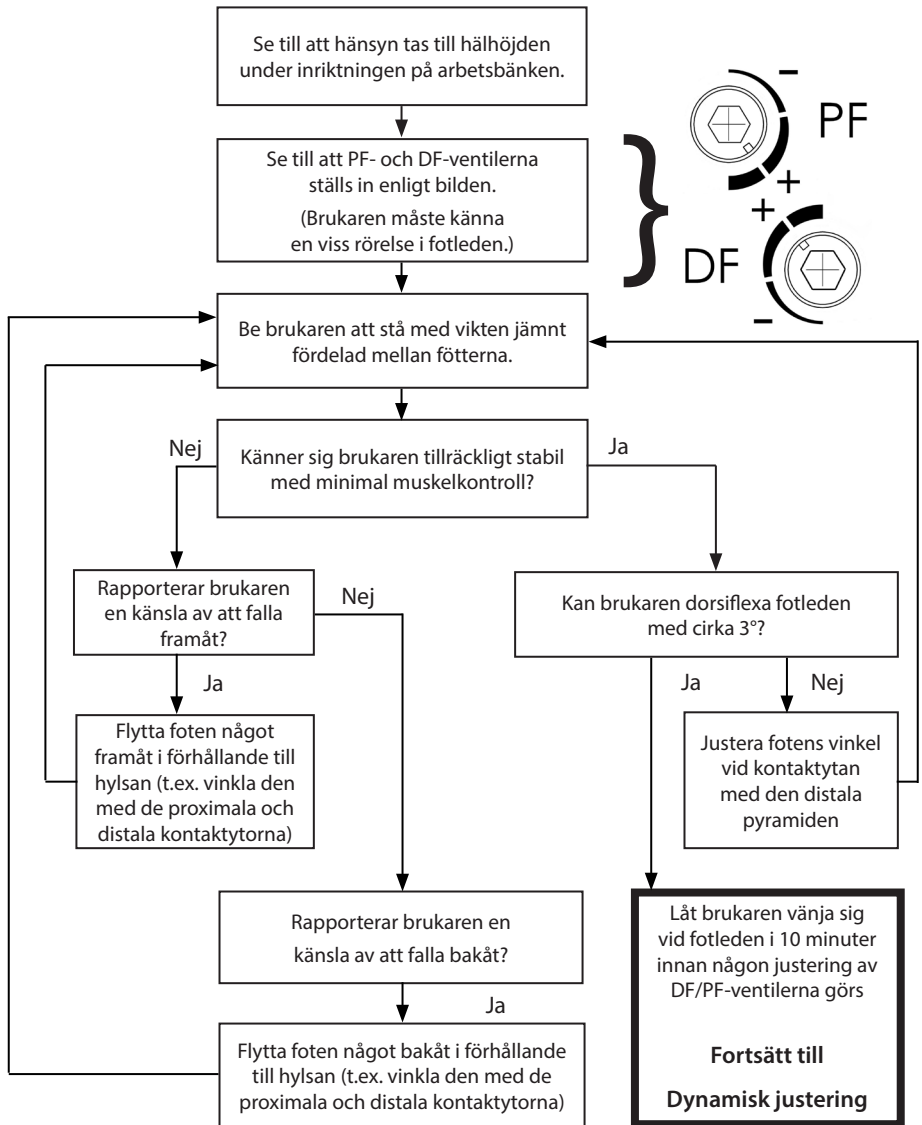 Se till att hänsyn tas till hälhöjden
under inriktningen på arbetsbänken.
Se till att PF- och DF-ventilerna
ställs in enligt bilden.
(Brukaren måste känna
en viss rörelse i fotleden.)
-
PF
+
+
DF
-
Be brukaren att stå med vikten jämnt
fördelad mellan fötterna.
Nej
Känner sig brukaren tillräckligt stabil
med minimal muskelkontroll?
Ja
Rapporterar brukaren
en känsla av att falla
framåt?
Nej
Kan brukaren dorsiflexa fotleden
med cirka 3°?
Ja
Ja
Nej
Flytta foten något
framåt i förhållande till
hylsan (t.ex. vinkla den
med de proximala och
distala kontaktytorna)
Justera fotens vinkel
vid kontaktytan
med den distala
pyramiden
Rapporterar brukaren en
känsla av att falla bakåt?
Ja
Flytta foten något bakåt i förhållande
till hylsan (t.ex. vinkla den med de
proximala och distala kontaktytorna)
Låt brukaren vänja sig
vid fotleden i 10 minuter
innan någon justering av
DF/PF-ventilerna görs
Fortsätt till
Dynamisk justering